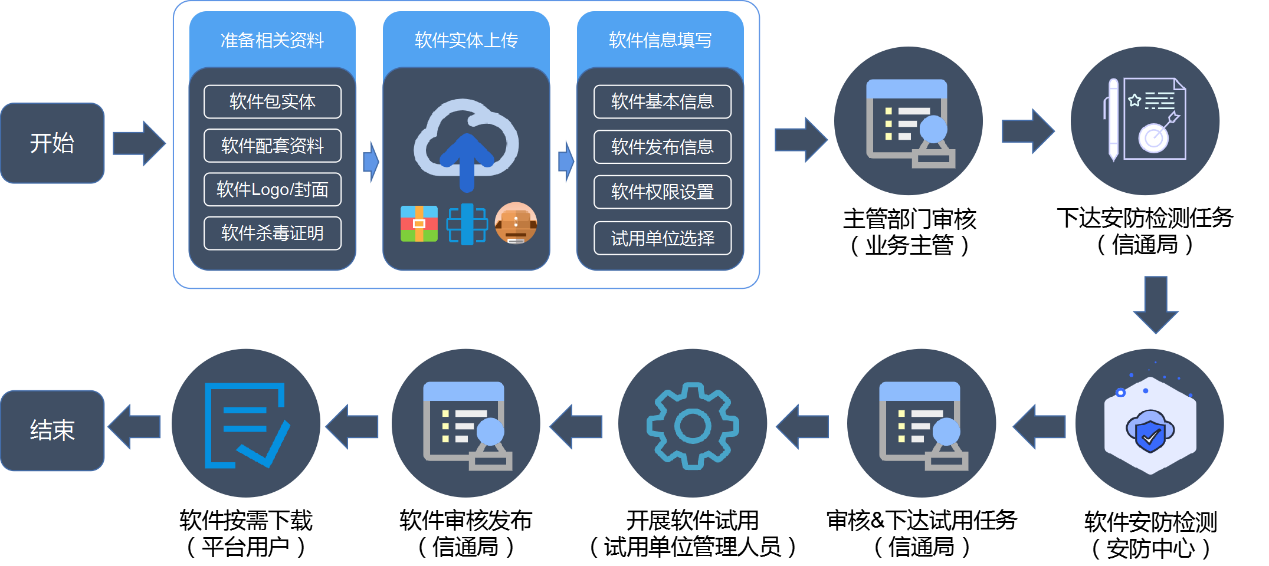 开始
准备相关资料
软件包实体
软件配套资料
软件Logo/封面
软件杀毒证明
软件实体上传
软件信息填写
软件基本信息
软件发布信息
软件权限设置
试用单位选择
主管部门审核
（业务主管）
下达安防检测任务
（信通局）
软件安防检测
（安防中心）
审核&下达试用任务
（信通局）
开展软件试用
（试用单位管理人员）
软件审核发布
（信通局）
软件按需下载
（平台用户）
结束